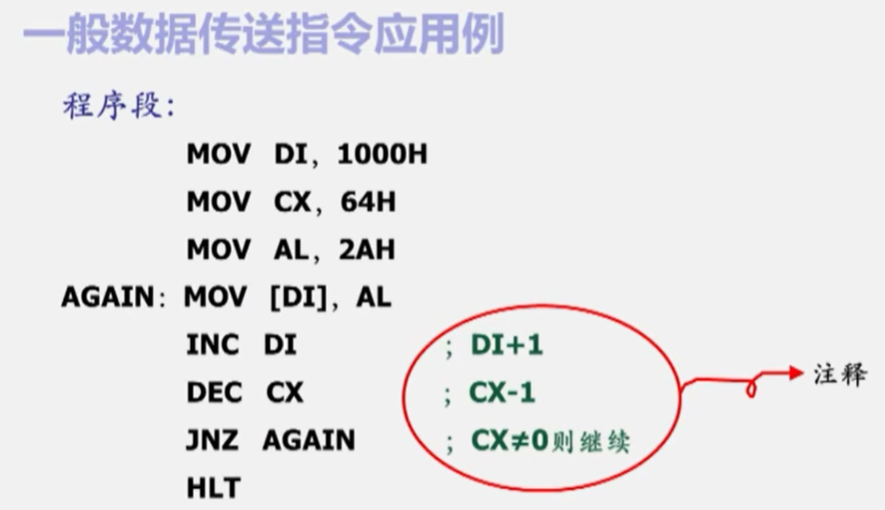 一般数据传送指令应用例
程序段:
MOV DI, 1000H
MOV CX, 64H
MOV AL, 2AH
AGAIN: MOV [DI], AL
INC DI ; DI+1
DEC CX ; CX-1
JNZ AGAIN ; CX≠0则继续
HLT
注释